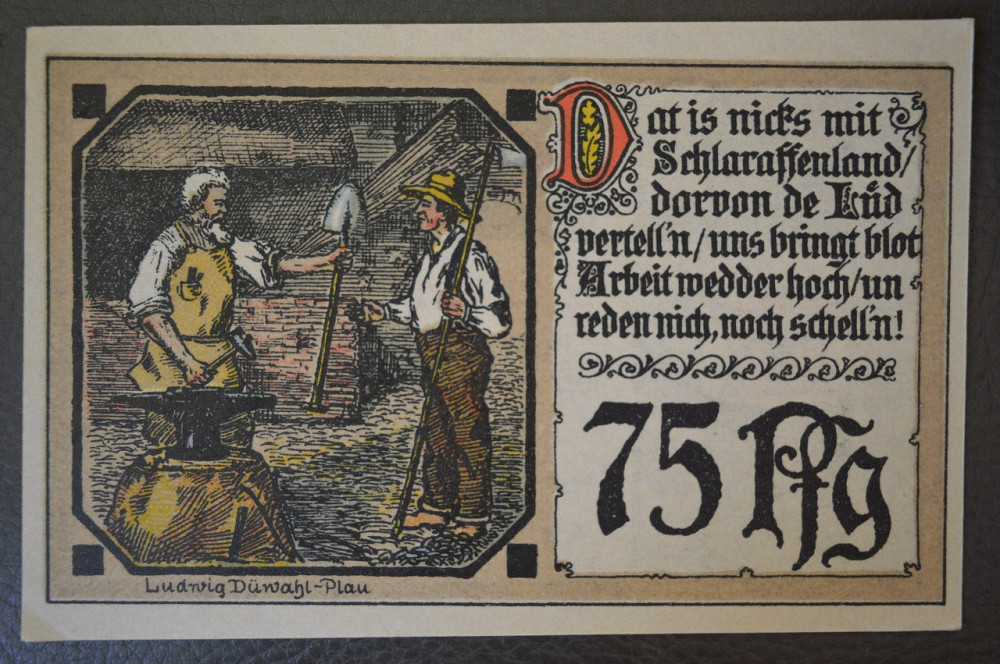 Dat is nicks mit
Schlaraffenland/
dorvon de Lüd
vertell'n/uns bringt blot
Arbeit wedder hoch/un
reden nich, noch schell'n!
75 Pfg
Ludwig Düwahl-Plau